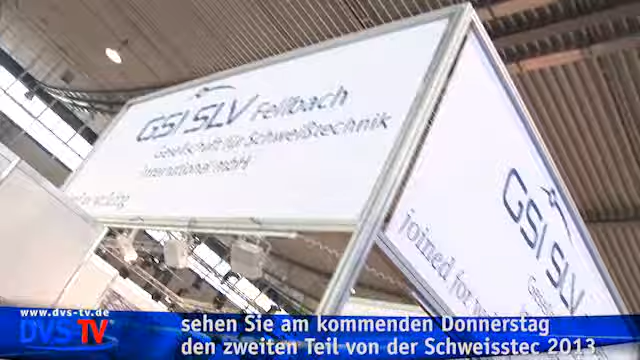 GSI SLV Fellbach
Gesellschaft für Schweißtechnik
International mbH
GSI SLV
joined for
www.dvs-tv.de
DVS TV
sehen Sie am kommenden Donnerstag
den zweiten Teil von der Schweisstec 2013